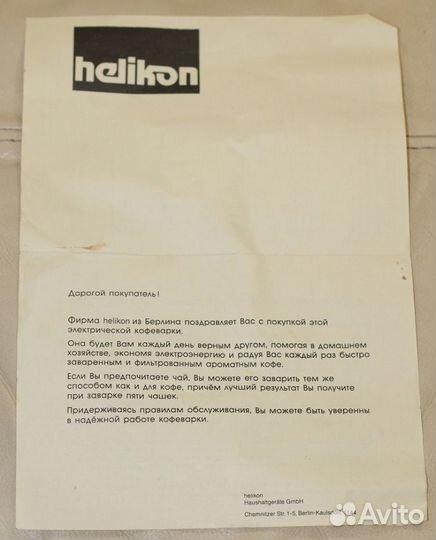 helikon
Дорогой покупатель!
Фирма helikon из Берлина поздравляет Вас с покупкой этой
электрической кофеварки.
Она будет Вам каждый день верным другом, помогая в домашнем
хозяйстве, экономя электроэнергию и радуя Вас каждый раз быстро
заваренным и фильтрованным ароматным кофе.
Если Вы предпочитаете чай, Вы можете его заварить тем же
способом как и для кофе, причём лучший результат Вы получите
при заварке пяти чашек.
Придерживаясь правилам обслуживания, Вы можете быть уверенны
в надёжной работе кофеварки.
helikon
Haushaltgeräte GmbH
Chemnitzer Str. 1-5, Berlin-Kaulsdorf, 1144
Avito